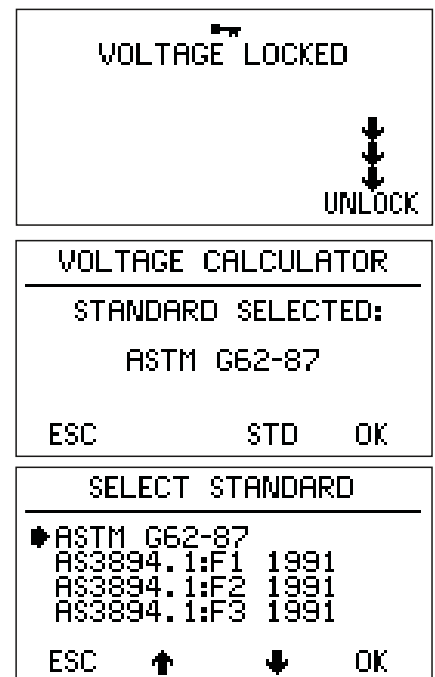 VOLTAGE LOCKED
UNLOCK
VOLTAGE CALCULATOR
STANDARD SELECTED:
ASTM G62-87
ESC STD OK
SELECT STANDARD
ASTM G62-87
AS3894.1:F1 1991
AS3894.1:F2 1991
AS3894.1:F3 1991
ESC OK